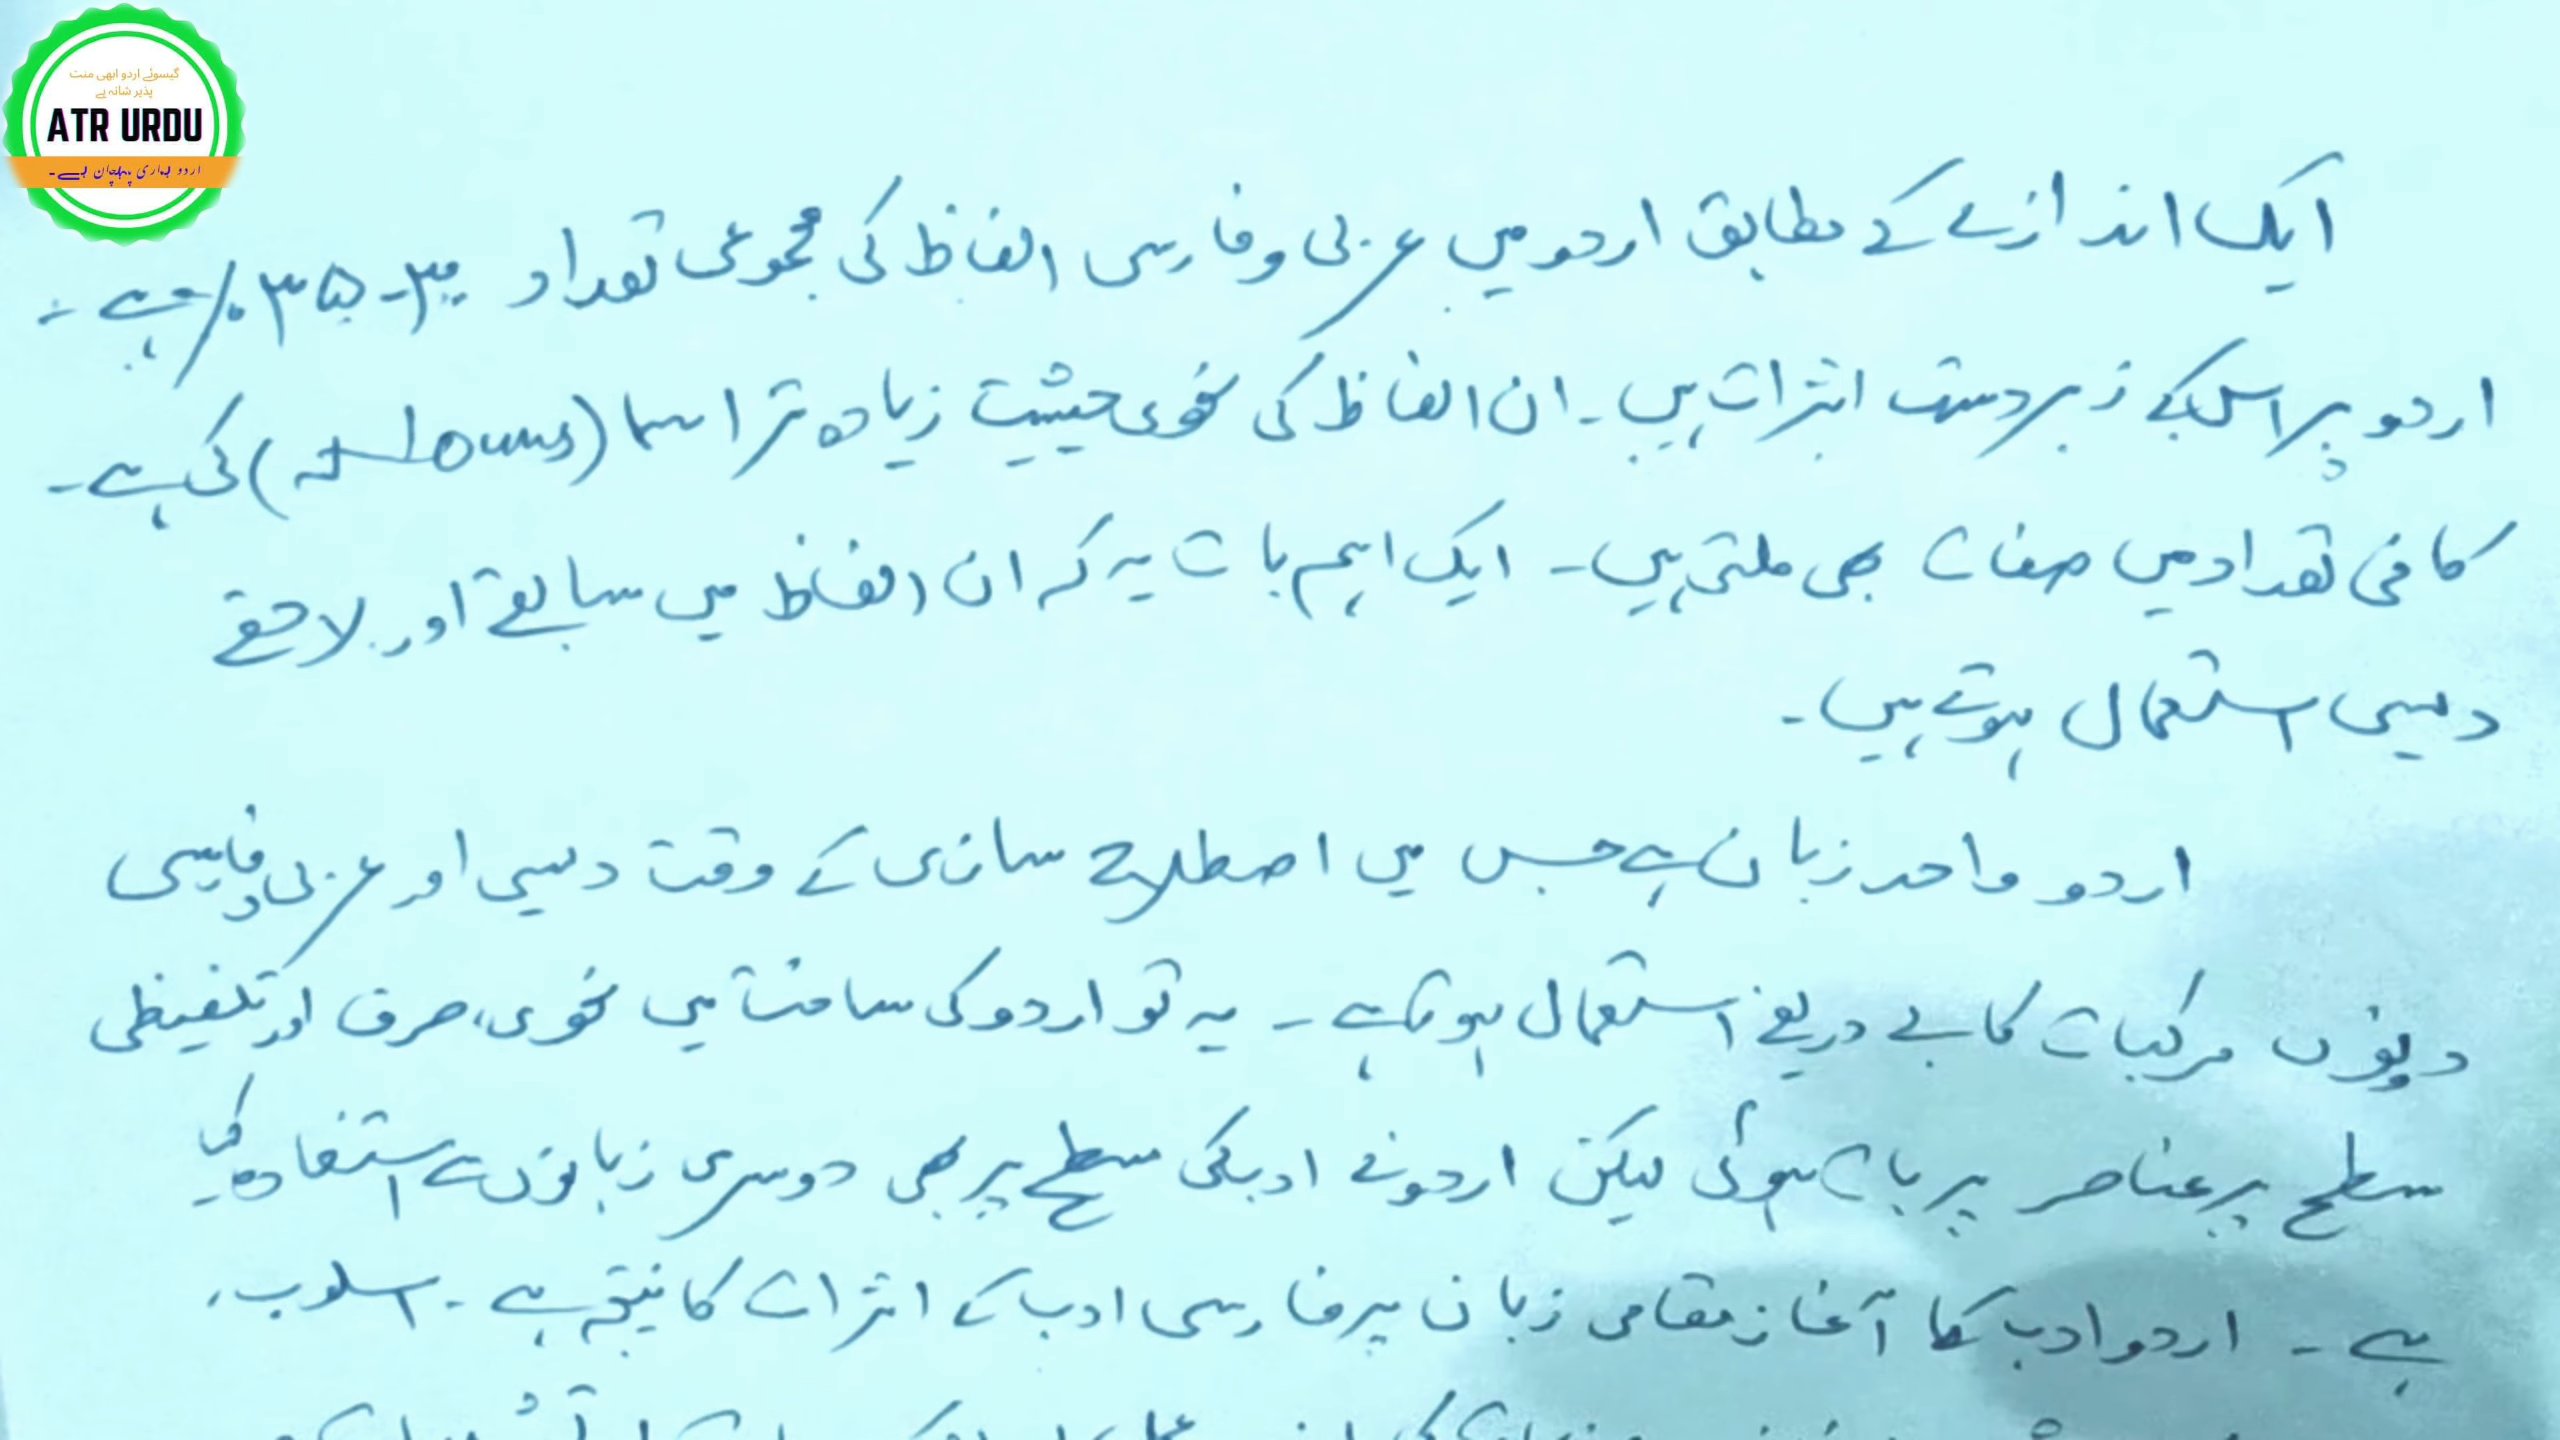 گیسوئے اردو ابھی منت
پذیر شانہ ہے
ATR URDU
اردو ہماری پہچان ہے۔
ایک اندازے کے مطابق اردو میں عربی و فارسی الفاظ کی مجموعی تعداد ۳۰-۳۵٪ ہے۔
اردو پر اس کے زبردست اثرات ہیں۔ ان الفاظ کی نحوی حیثیت زیادہ تر اسما (nouns) کی ہے۔
کافی تعداد میں صفات بھی ملتی ہیں۔ ایک اہم بات یہ کہ ان الفاظ میں سابقے اور لاحقے
دیسی استعمال ہوتے ہیں۔
اردو واحد زبان ہے جس میں اصطلاح سازی کے وقت دیسی اور عربی و فارسی
دونوں مرکبات کا بے دریغ استعمال ہوتا ہے۔ یہ تو اردو کی ساخت میں نحوی، صرف اور تلفیظی
سطح پر عناصر پر بات ہوئی لیکن اردو نے ادب کی سطح پر بھی دوسری زبانوں سے استفادہ کیا
ہے۔ اردو ادب کا آغاز مقامی زبان پر فارسی ادب کے اثرات کا نتیجہ ہے۔ اسلوب،